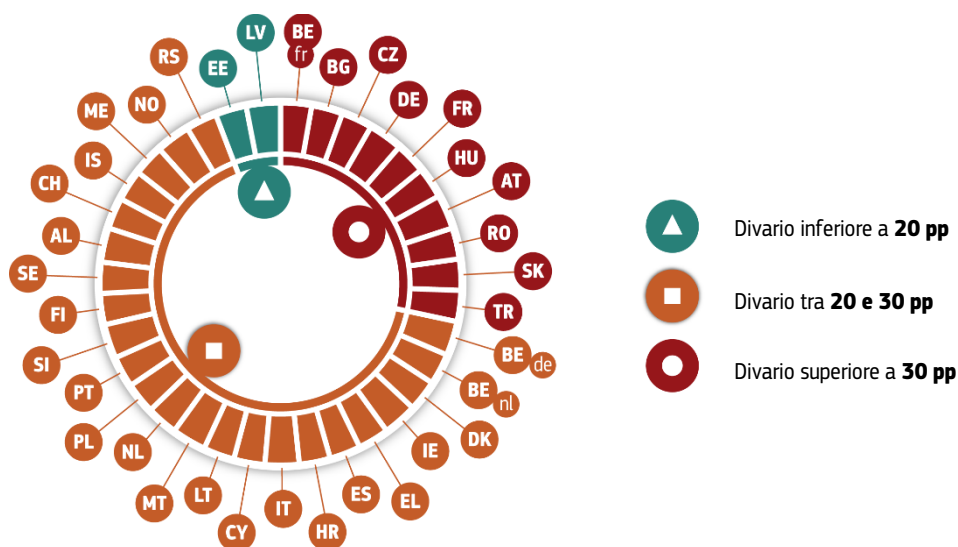 LV
BE
fr
BG
CZ
DE
FR
HU
AT
RO
SK
TR
BE de
BE nl
DK
IE
EL
ES
HR
IT
CY
LT
MT
NL
PL
PT
SI
FI
SE
AL
CH
IS
ME
NO
RS
EE
Divario inferiore a 20 pp
Divario tra 20 e 30 pp
Divario superiore a 30 pp